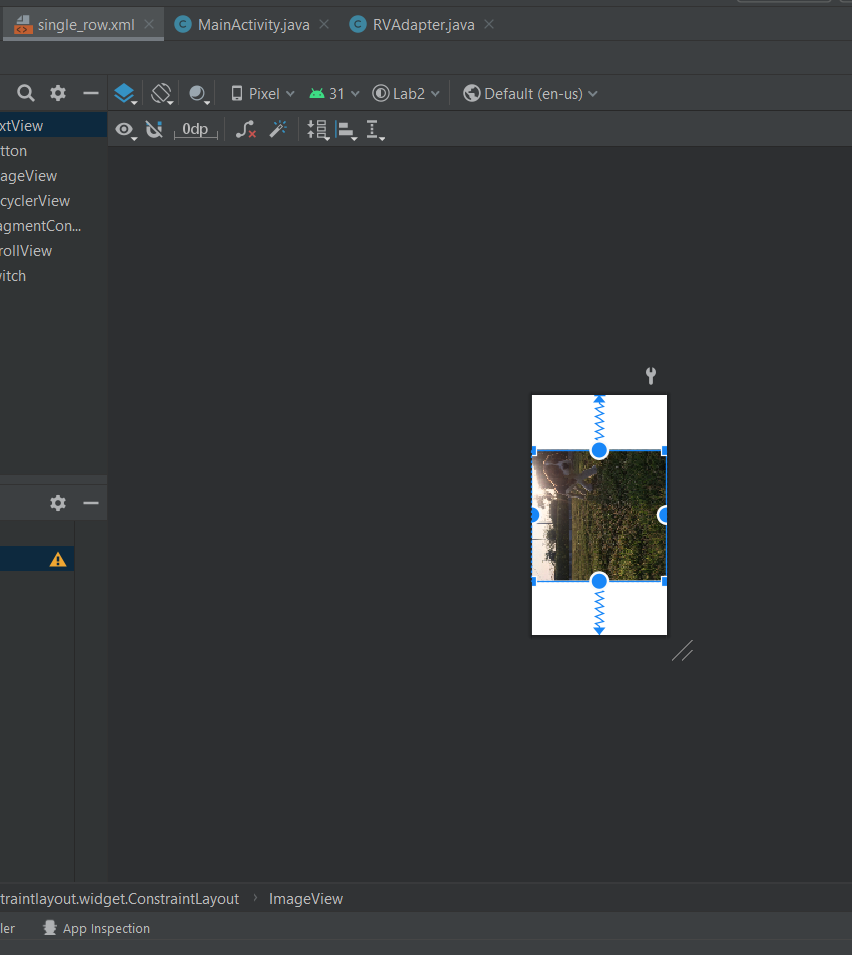 single_row.xml MainActivity.java RVAdapter.java
Pixel 31 Lab2 Default (en-us)
extView
0dp
tton
ageView
cyclerView
agmentCon...
rollView
itch
traintlayout.widget.ConstraintLayout ImageView
ler App Inspection